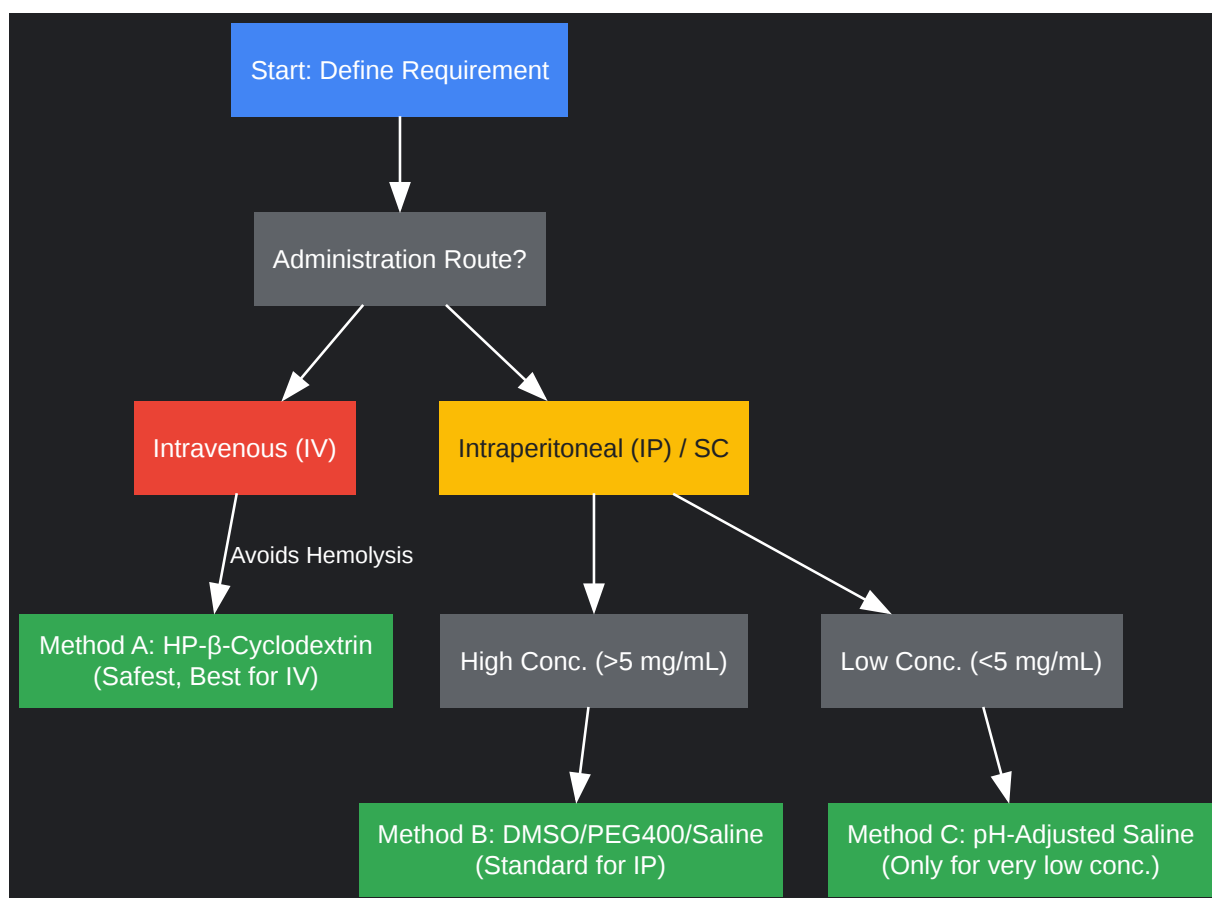 Start: Define Requirement
Administration Route?
Intravenous (IV)
Intraperitoneal (IP) / SC
Avoids Hemolysis
Method A: HP-β-Cyclodextrin
(Safest, Best for IV)
High Conc. (>5 mg/mL)
Low Conc. (<5 mg/mL)
Method B: DMSO/PEG400/Saline
(Standard for IP)
Method C: pH-Adjusted Saline
(Only for very low conc.)